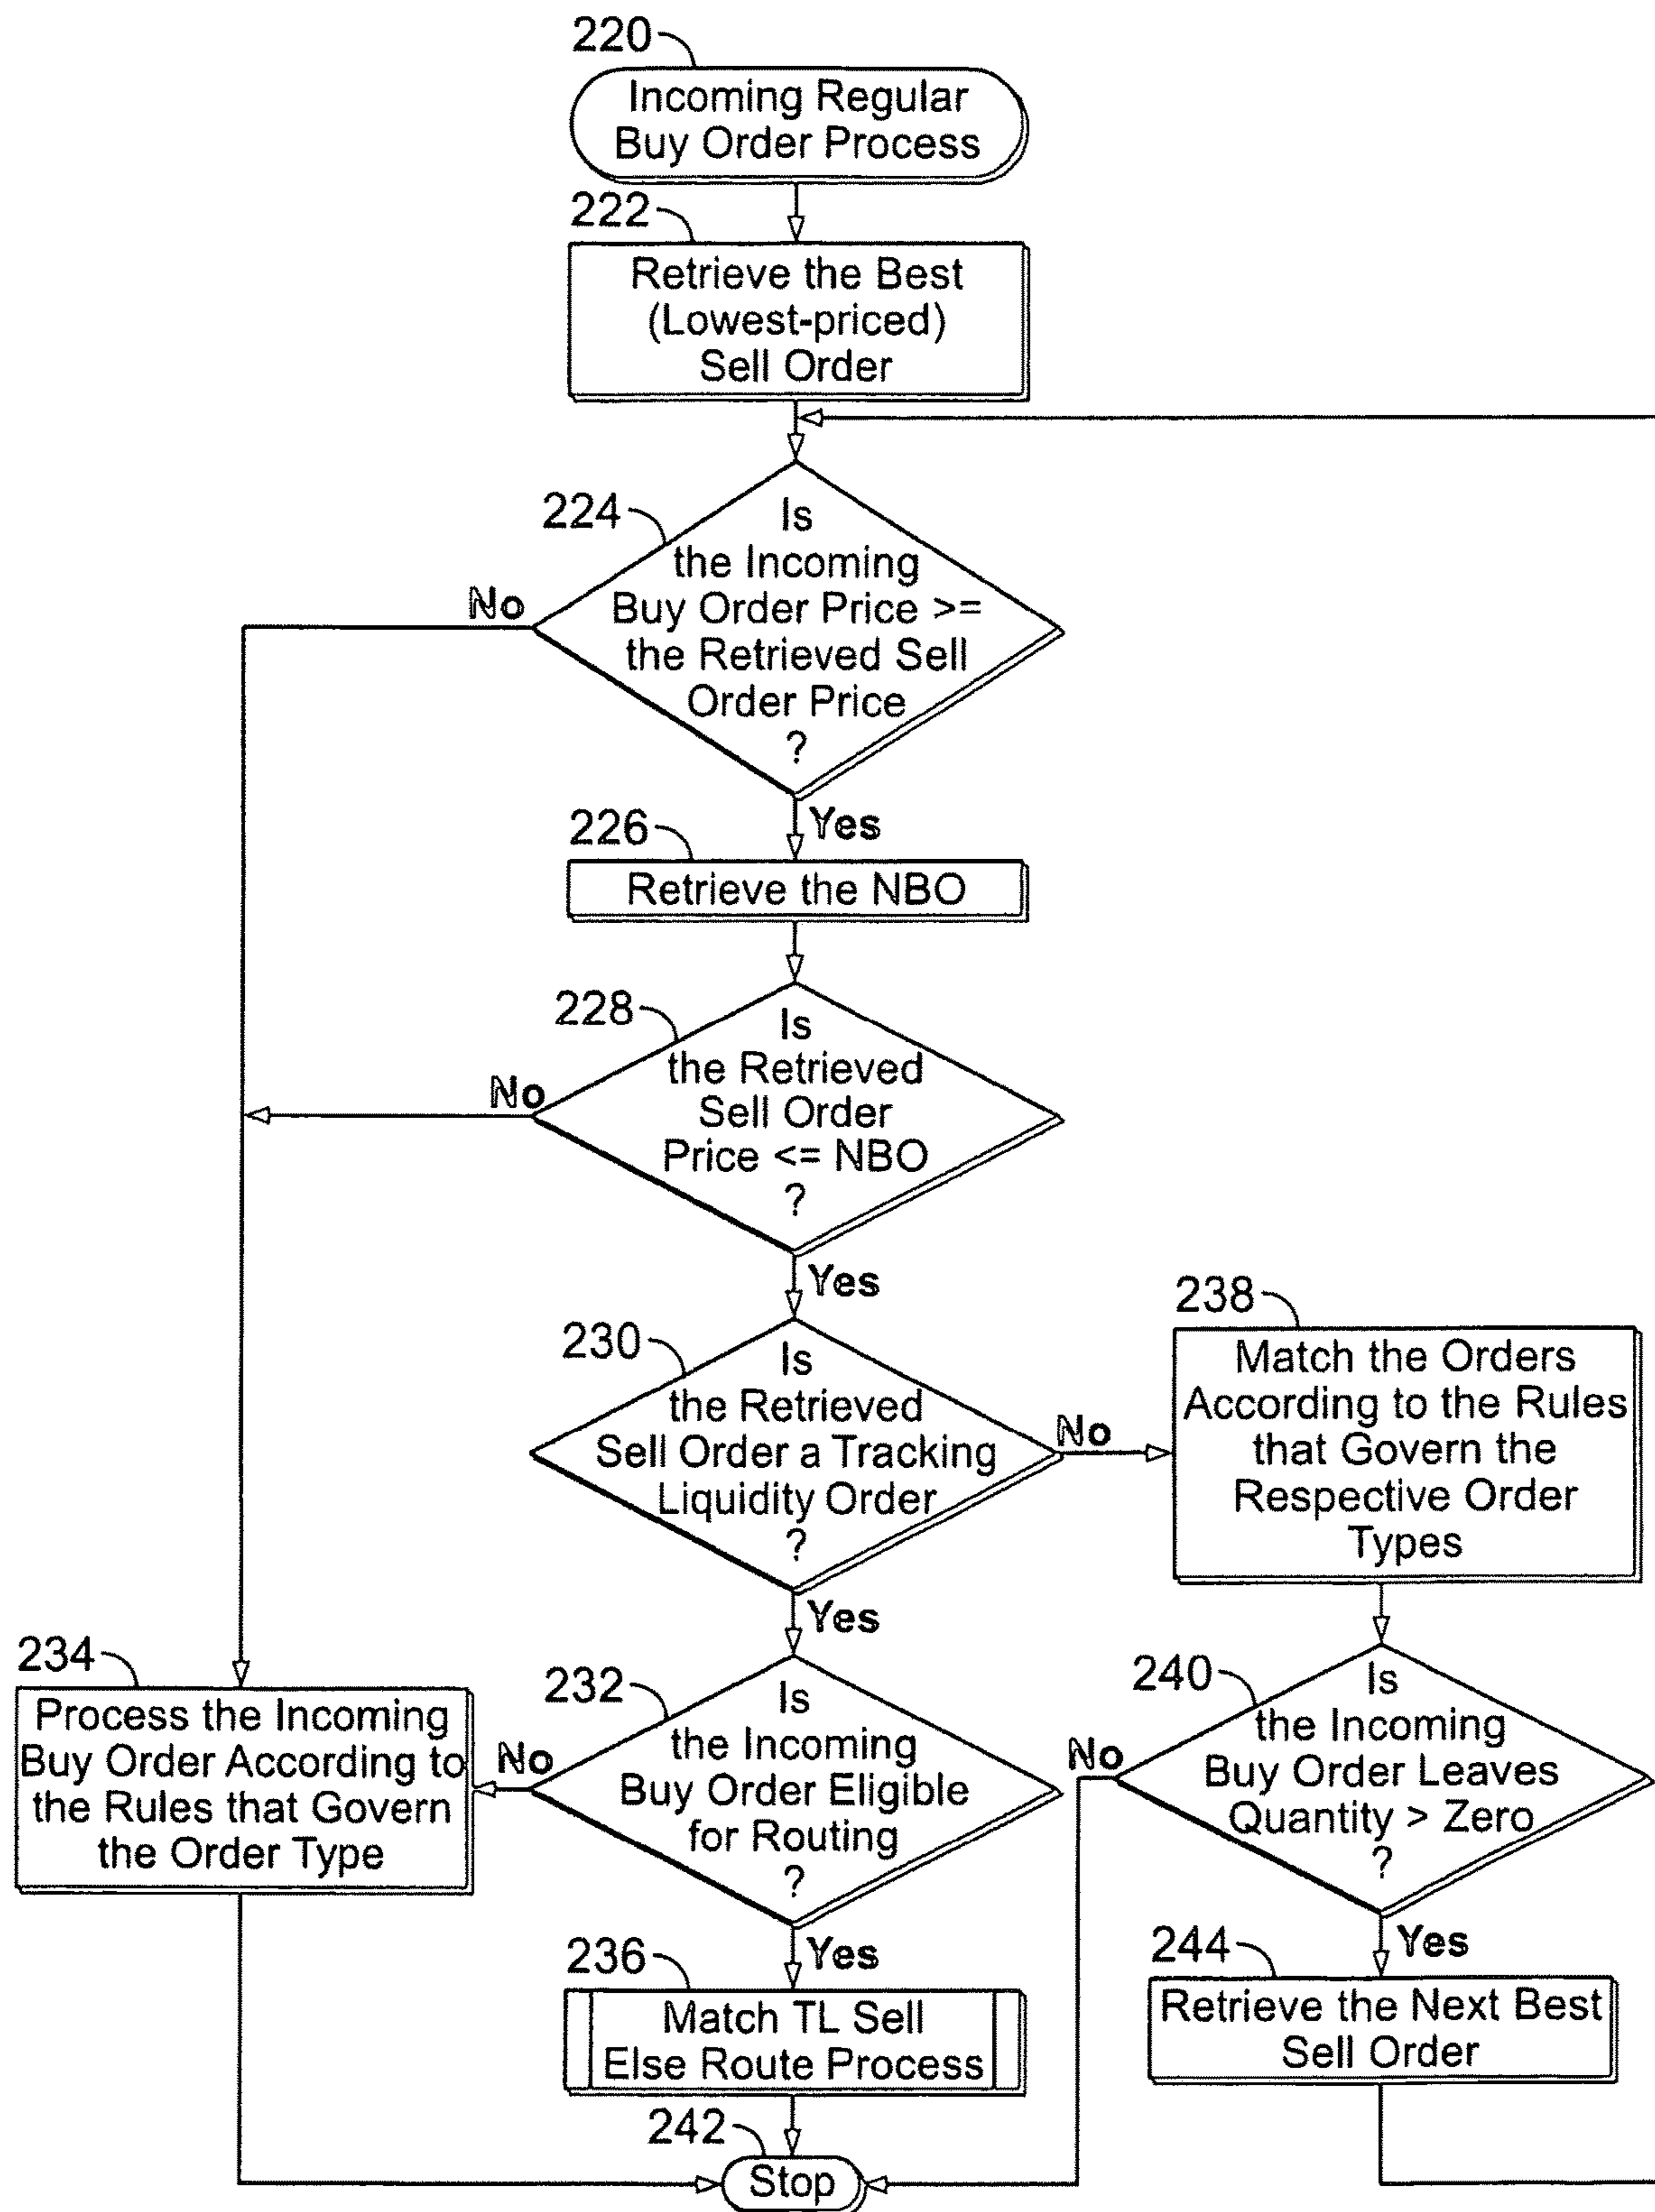 220
Incoming Regular
Buy Order Process
222
Retrieve the Best
(Lowest-priced)
Sell Order
224
Is
the Incoming
Buy Order Price >=
the Retrieved Sell
Order Price
?
No
Yes
226
Retrieve the NBO
228
Is
the Retrieved
Sell Order
Price <= NBO
?
No
Yes
230
Is
the Retrieved
Sell Order a Tracking
Liquidity Order
?
No
Yes
238
Match the Orders
According to the Rules
that Govern the
Respective Order
Types
234
Process the Incoming
Buy Order According to
the Rules that Govern
the Order Type
232
Is
the Incoming
Buy Order Eligible
for Routing
?
No
Yes
240
Is
the Incoming
Buy Order Leaves
Quantity > Zero
?
No
Yes
236
Match TL Sell
Else Route Process
244
Retrieve the Next Best
Sell Order
242
Stop